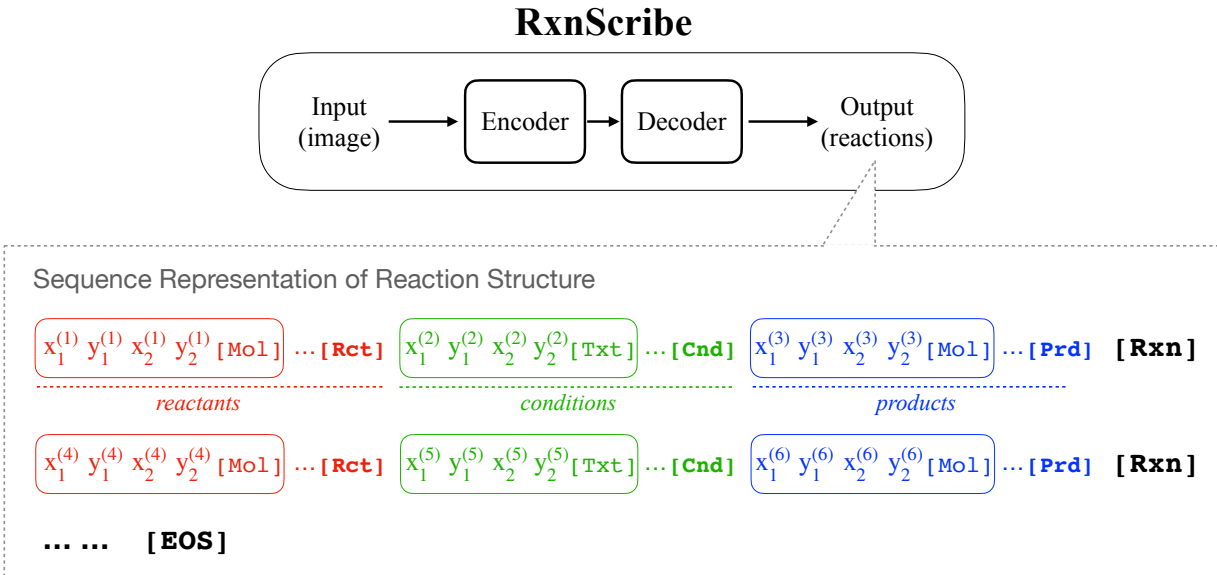 RxnScribe
Input
(image)
Encoder
Decoder
Output
(reactions)
Sequence Representation of Reaction Structure
x₁⁽¹⁾ y₁⁽¹⁾ x₂⁽¹⁾ y₂⁽¹⁾ [Mol] ... [Rct] x₁⁽²⁾ y₁⁽²⁾ x₂⁽²⁾ y₂⁽²⁾ [Txt] ... [Cnd] x₁⁽³⁾ y₁⁽³⁾ x₂⁽³⁾ y₂⁽³⁾ [Mol] ... [Prd] [Rxn]
reactants conditions products
x₁⁽⁴⁾ y₁⁽⁴⁾ x₂⁽⁴⁾ y₂⁽⁴⁾ [Mol] ... [Rct] x₁⁽⁵⁾ y₁⁽⁵⁾ x₂⁽⁵⁾ y₂⁽⁵⁾ [Txt] ... [Cnd] x₁⁽⁶⁾ y₁⁽⁶⁾ x₂⁽⁶⁾ y₂⁽⁶⁾ [Mol] ... [Prd] [Rxn]
... ... [EOS]